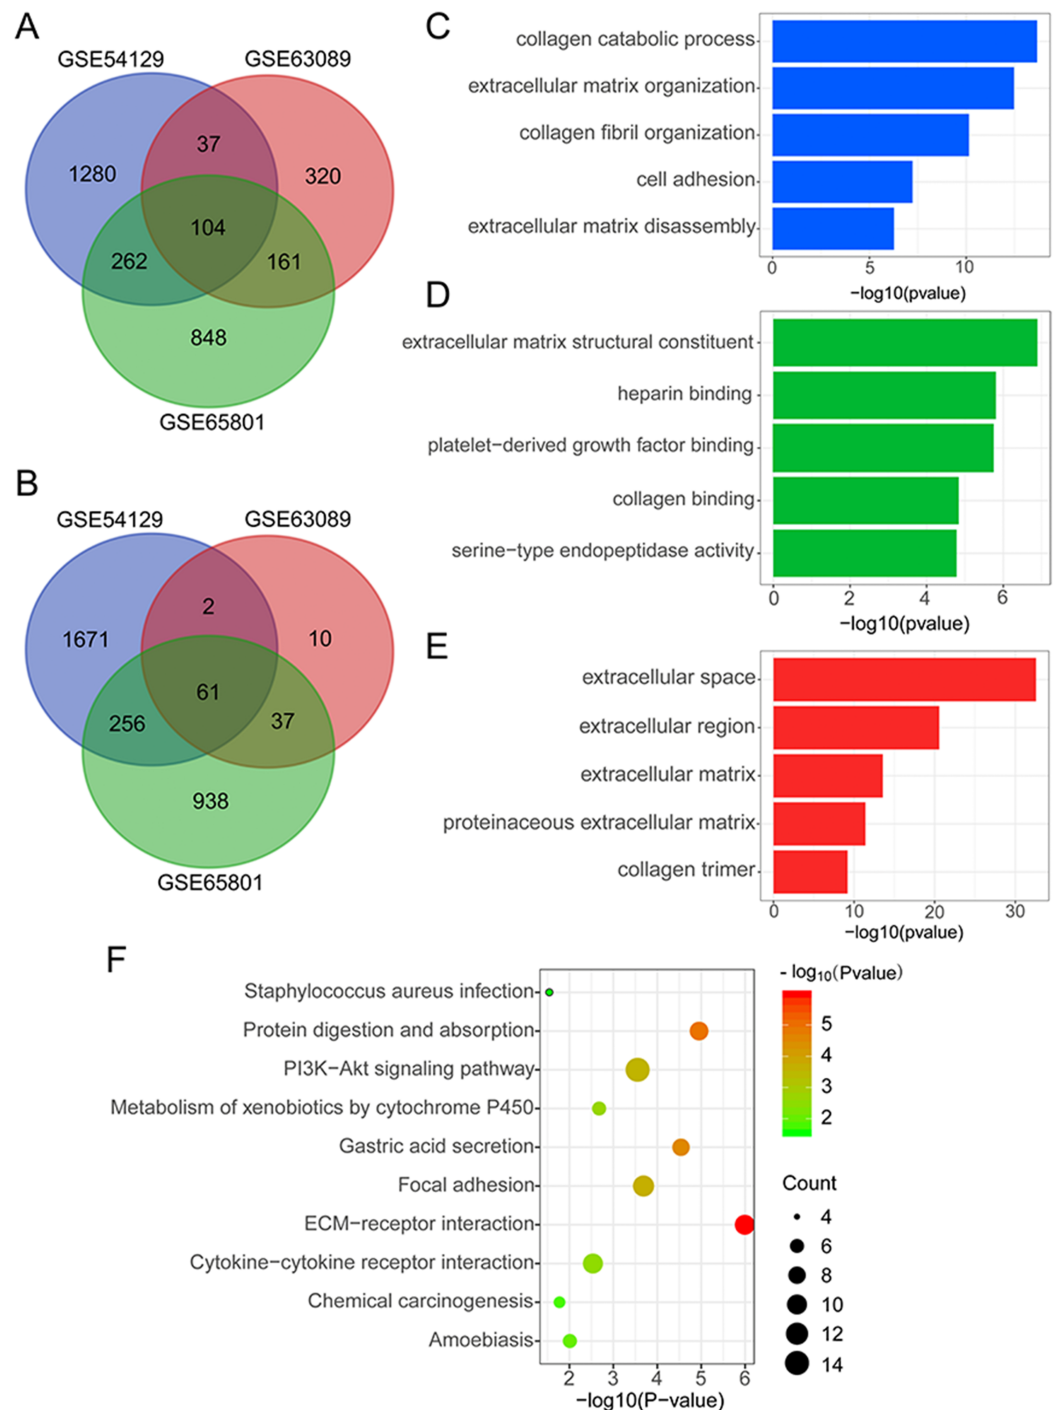 A
GSE54129
GSE63089
37
1280
320
104
262
161
848
GSE65801
B
GSE54129
GSE63089
2
1671
10
61
256
37
938
GSE65801
C
collagen catabolic process
extracellular matrix organization
collagen fibril organization
cell adhesion
extracellular matrix disassembly
0 5 10
−log10(pvalue)
D
extracellular matrix structural constituent
heparin binding
platelet−derived growth factor binding
collagen binding
serine−type endopeptidase activity
0 2 4 6
−log10(pvalue)
E
extracellular space
extracellular region
extracellular matrix
proteinaceous extracellular matrix
collagen trimer
0 10 20 30
−log10(pvalue)
F
Staphylococcus aureus infection
Protein digestion and absorption
PI3K−Akt signaling pathway
Metabolism of xenobiotics by cytochrome P450
Gastric acid secretion
Focal adhesion
ECM−receptor interaction
Cytokine−cytokine receptor interaction
Chemical carcinogenesis
Amoebiasis
2 3 4 5 6
−log10(P−value)
- log10(Pvalue)
5
4
3
2
Count
4
6
8
10
12
14